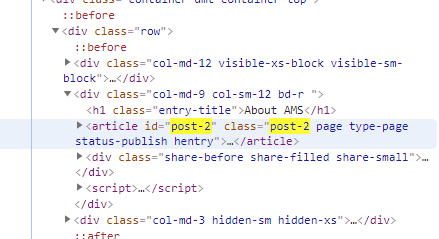 <div class="container dmt-container-top">
::before
▼<div class="row">
::before
▶<div class="col-md-12 visible-xs-block visible-sm-
block">…</div>
▼<div class="col-md-9 col-sm-12 bd-r ">
<h1 class="entry-title">About AMS</h1>
▶<article id="post-2" class="post-2 page type-page
status-publish hentry">…</article>
▶<div class="share-before share-filled share-small">…
</div>
▶<script>…</script>
</div>
▶<div class="col-md-3 hidden-sm hidden-xs">…</div>
::after